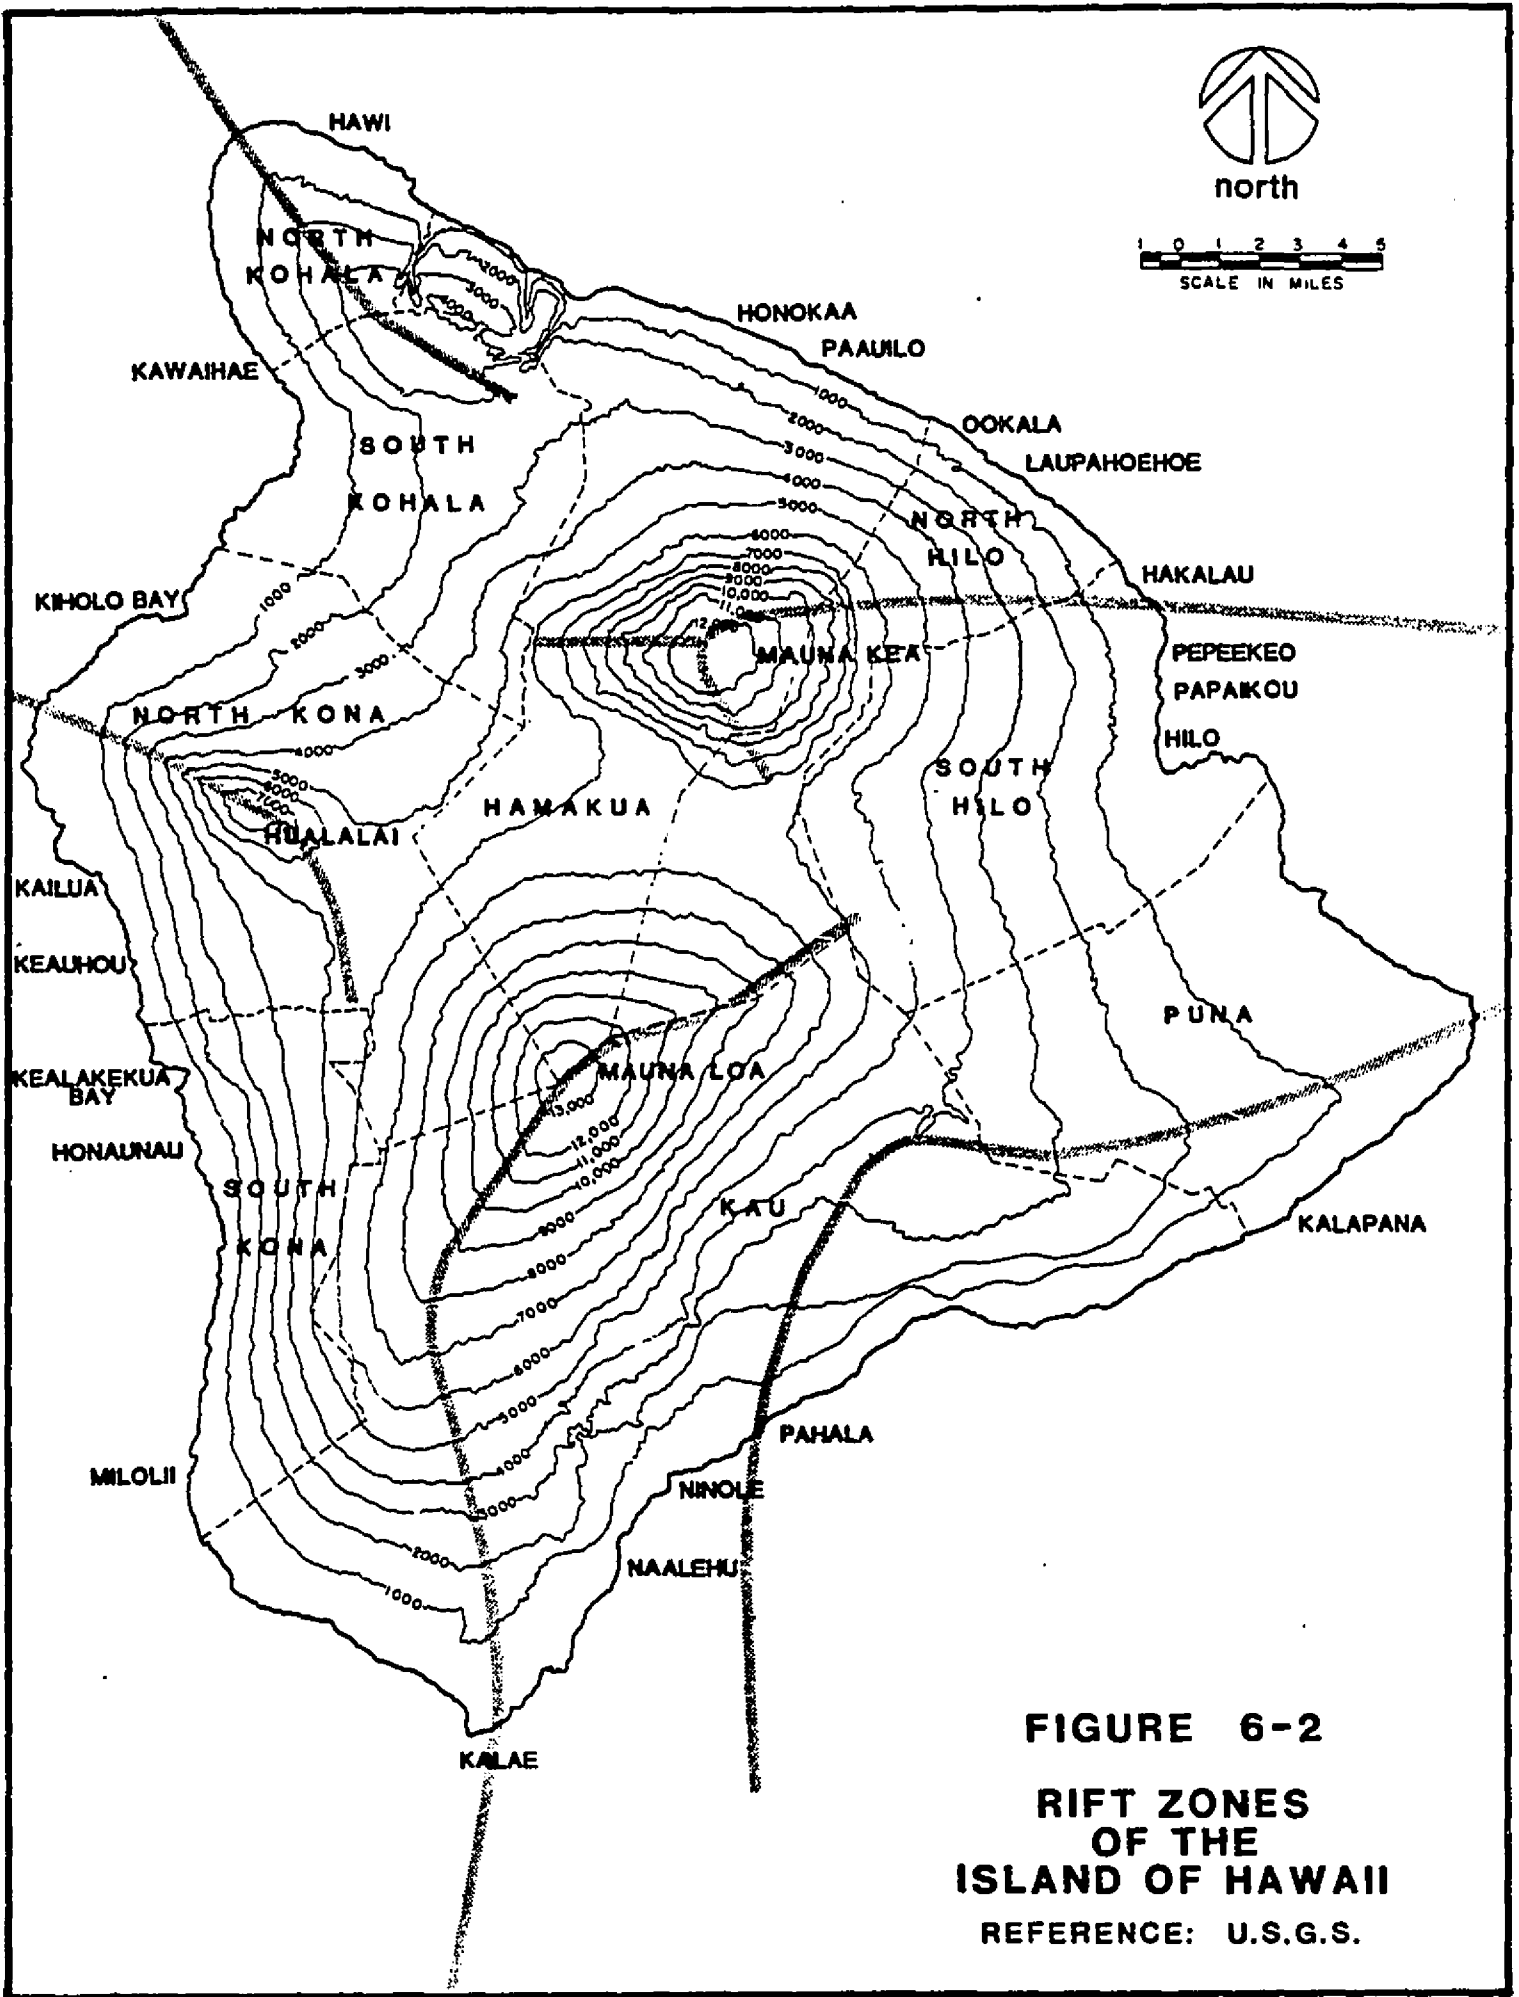 HAWI
north
1 0 1 2 3 4 5
SCALE IN MILES
NORTH
KOHALA
2000
3000
4000
HONOKAA
PAAUILO
KAWAIHAE
1000
2000
OOKALA
3000
LAUPAHOEHOE
SOUTH
KOHALA
4000
5000
NORTH
HILO
6000
7000
8000
9000
10,000
11,000
12,000
HAKALAU
KIHOLO BAY
1000
2000
3000
MAUNA KEA
PEPEEKEO
PAPAIKOU
NORTH KONA
HILO
4000
5000
6000
7000
HUALALAI
HAMAKUA
SOUTH
HILO
KAILUA
KEAUHOU
PUNA
KEALAKEKUA
BAY
MAUNA LOA
13,000
12,000
11,000
10,000
HONAUNAU
SOUTH
KONA
KAU
9000
8000
7000
6000
5000
4000
3000
2000
1000
KALAPANA
PAHALA
MILOLII
NINOLE
NAALEHU
KALAE
FIGURE 6-2
RIFT ZONES
OF THE
ISLAND OF HAWAII
REFERENCE: U.S.G.S.